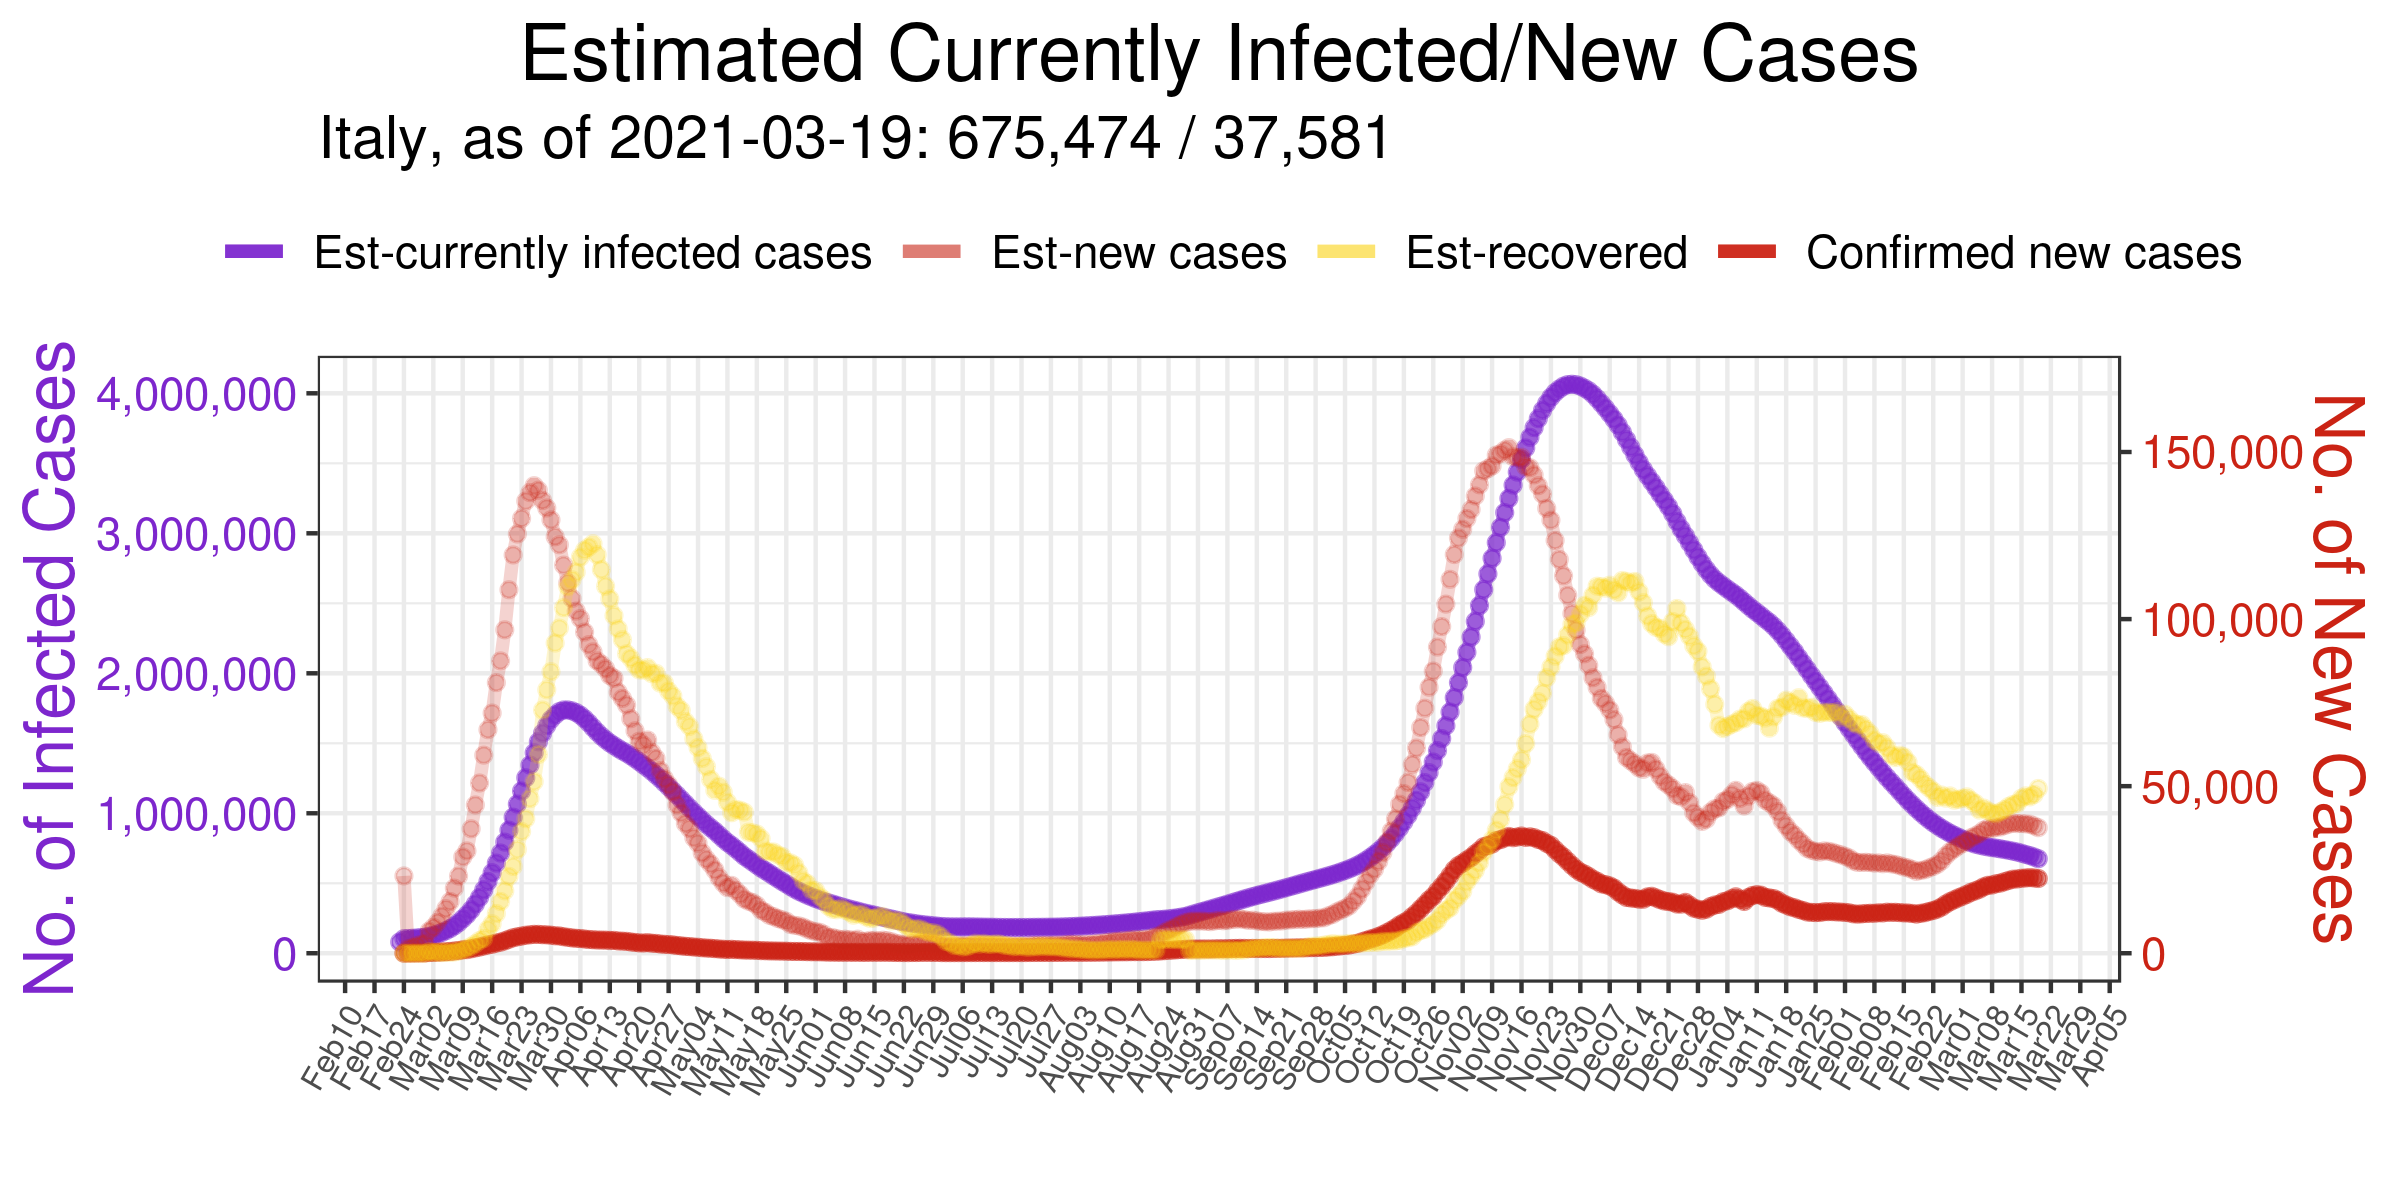 Estimated Currently Infected/New Cases
Italy, as of 2021-03-19: 675,474 / 37,581
Est-currently infected cases
Est-new cases
Est-recovered
Confirmed new cases
No. of Infected Cases
4,000,000
3,000,000
2,000,000
1,000,000
0
No. of New Cases
150,000
100,000
50,000
0
Feb10
Feb17
Feb24
Mar02
Mar09
Mar16
Mar23
Mar30
Apr06
Apr13
Apr20
Apr27
May04
May11
May18
May25
Jun01
Jun08
Jun15
Jun22
Jun29
Jul06
Jul13
Jul20
Jul27
Aug03
Aug10
Aug17
Aug24
Aug31
Sep07
Sep14
Sep21
Sep28
Oct05
Oct12
Oct19
Oct26
Nov02
Nov09
Nov16
Nov23
Nov30
Dec07
Dec14
Dec21
Dec28
Jan04
Jan11
Jan18
Jan25
Feb01
Feb08
Feb15
Feb22
Mar01
Mar08
Mar15
Mar22
Mar29
Apr05